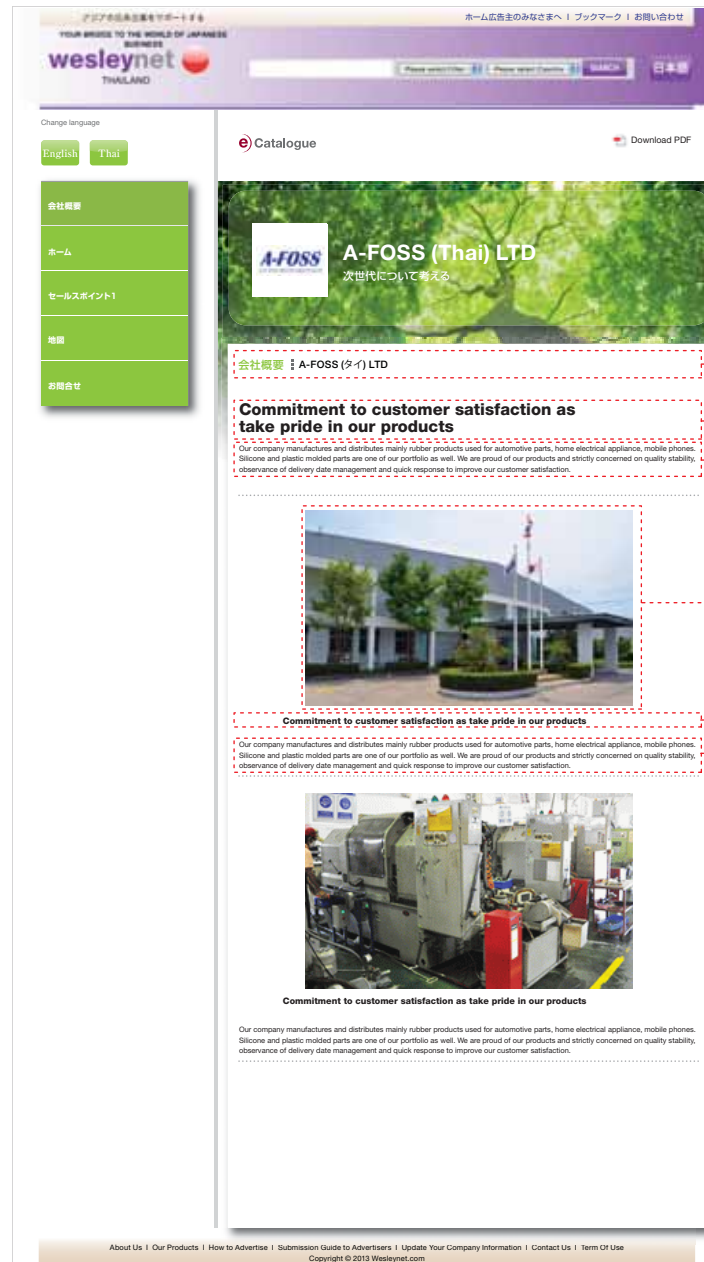 アジアの広告企業をサポートする
ホーム広告主のみなさまへ | ブックマーク | お問い合わせ
YOUR BRIDGE TO THE WORLD OF JAPANESE
BUSINESS
wesleynet
THAILAND
Please select Filter
Please select Country
SEARCH
日本語
Change language
English
Thai
e) Catalogue
Download PDF
会社概要
ホーム
セールスポイント1
地図
お問合せ
A-FOSS
A-FOSS (Thai) LTD
次世代について考える
会社概要
A-FOSS (タイ) LTD
Commitment to customer satisfaction as
take pride in our products
Our company manufactures and distributes mainly rubber products used for automotive parts, home electrical appliance, mobile phones.
Silicone and plastic molded parts are one of our portfolio as well. We are proud of our products and strictly concerned on quality stability,
observance of delivery date management and quick response to improve our customer satisfaction.
Commitment to customer satisfaction as take pride in our products
Our company manufactures and distributes mainly rubber products used for automotive parts, home electrical appliance, mobile phones.
Silicone and plastic molded parts are one of our portfolio as well. We are proud of our products and strictly concerned on quality stability,
observance of delivery date management and quick response to improve our customer satisfaction.
Commitment to customer satisfaction as take pride in our products
Our company manufactures and distributes mainly rubber products used for automotive parts, home electrical appliance, mobile phones.
Silicone and plastic molded parts are one of our portfolio as well. We are proud of our products and strictly concerned on quality stability,
observance of delivery date management and quick response to improve our customer satisfaction.
About Us | Our Products | How to Advertise | Submission Guide to Advertisers | Update Your Company Information | Contact Us | Term Of Use
Copyright © 2013 Wesleynet.com